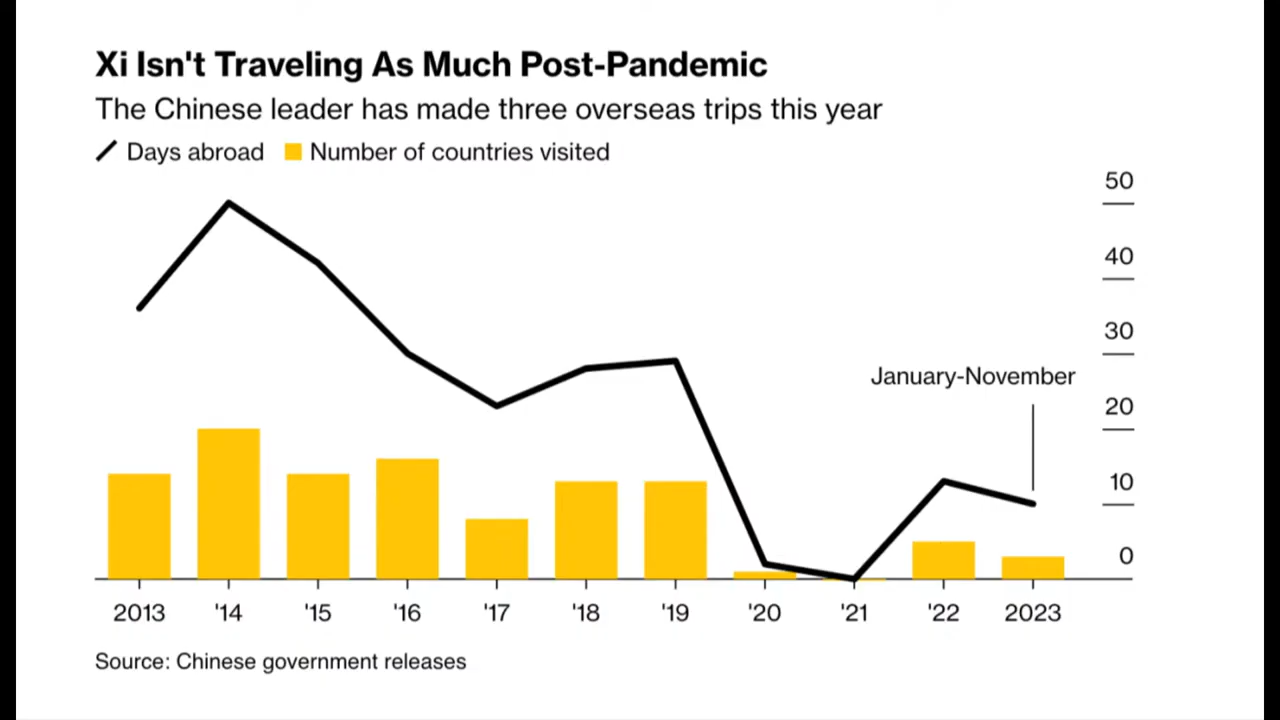 Xi Isn't Traveling As Much Post-Pandemic
The Chinese leader has made three overseas trips this year
Days abroad Number of countries visited
50
40
30
January-November
20
10
0
2013 '14 '15 '16 '17 '18 '19 '20 '21 '22 2023
Source: Chinese government releases